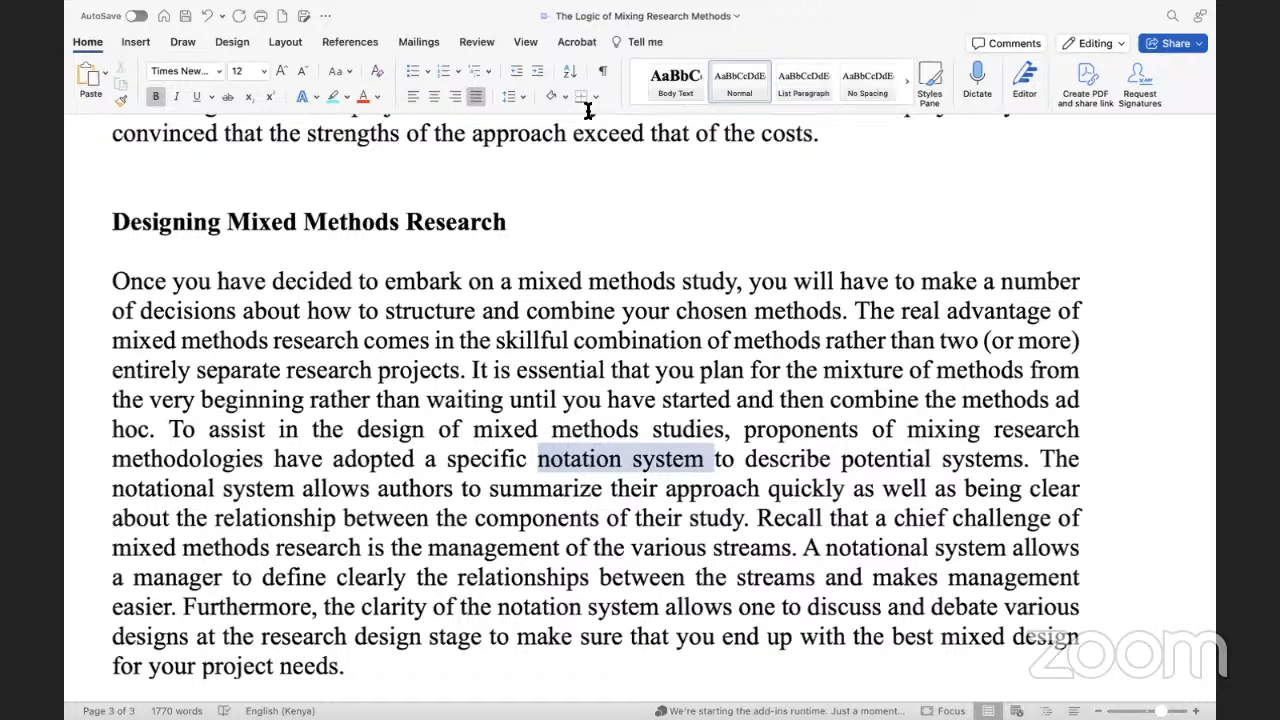 AutoSave
The Logic of Mixing Research Methods
Home Insert Draw Design Layout References Mailings Review View Acrobat Tell me
Comments Editing Share
Paste Times New... 12 A A Aa
B I U ab x₂ x² A A
AaBbC AaBbCcDdE AaBbCcDdE AaBbCcDdE
Body Text Normal List Paragraph No Spacing
Styles Pane Dictate Editor Create PDF and share link Request Signatures
convinced that the strengths of the approach exceed that of the costs.
Designing Mixed Methods Research
Once you have decided to embark on a mixed methods study, you will have to make a number
of decisions about how to structure and combine your chosen methods. The real advantage of
mixed methods research comes in the skillful combination of methods rather than two (or more)
entirely separate research projects. It is essential that you plan for the mixture of methods from
the very beginning rather than waiting until you have started and then combine the methods ad
hoc. To assist in the design of mixed methods studies, proponents of mixing research
methodologies have adopted a specific notation system to describe potential systems. The
notational system allows authors to summarize their approach quickly as well as being clear
about the relationship between the components of their study. Recall that a chief challenge of
mixed methods research is the management of the various streams. A notational system allows
a manager to define clearly the relationships between the streams and makes management
easier. Furthermore, the clarity of the notation system allows one to discuss and debate various
designs at the research design stage to make sure that you end up with the best mixed design
for your project needs.
zoom
Page 3 of 3 1770 words English (Kenya) We're starting the add-ins runtime. Just a moment... Focus